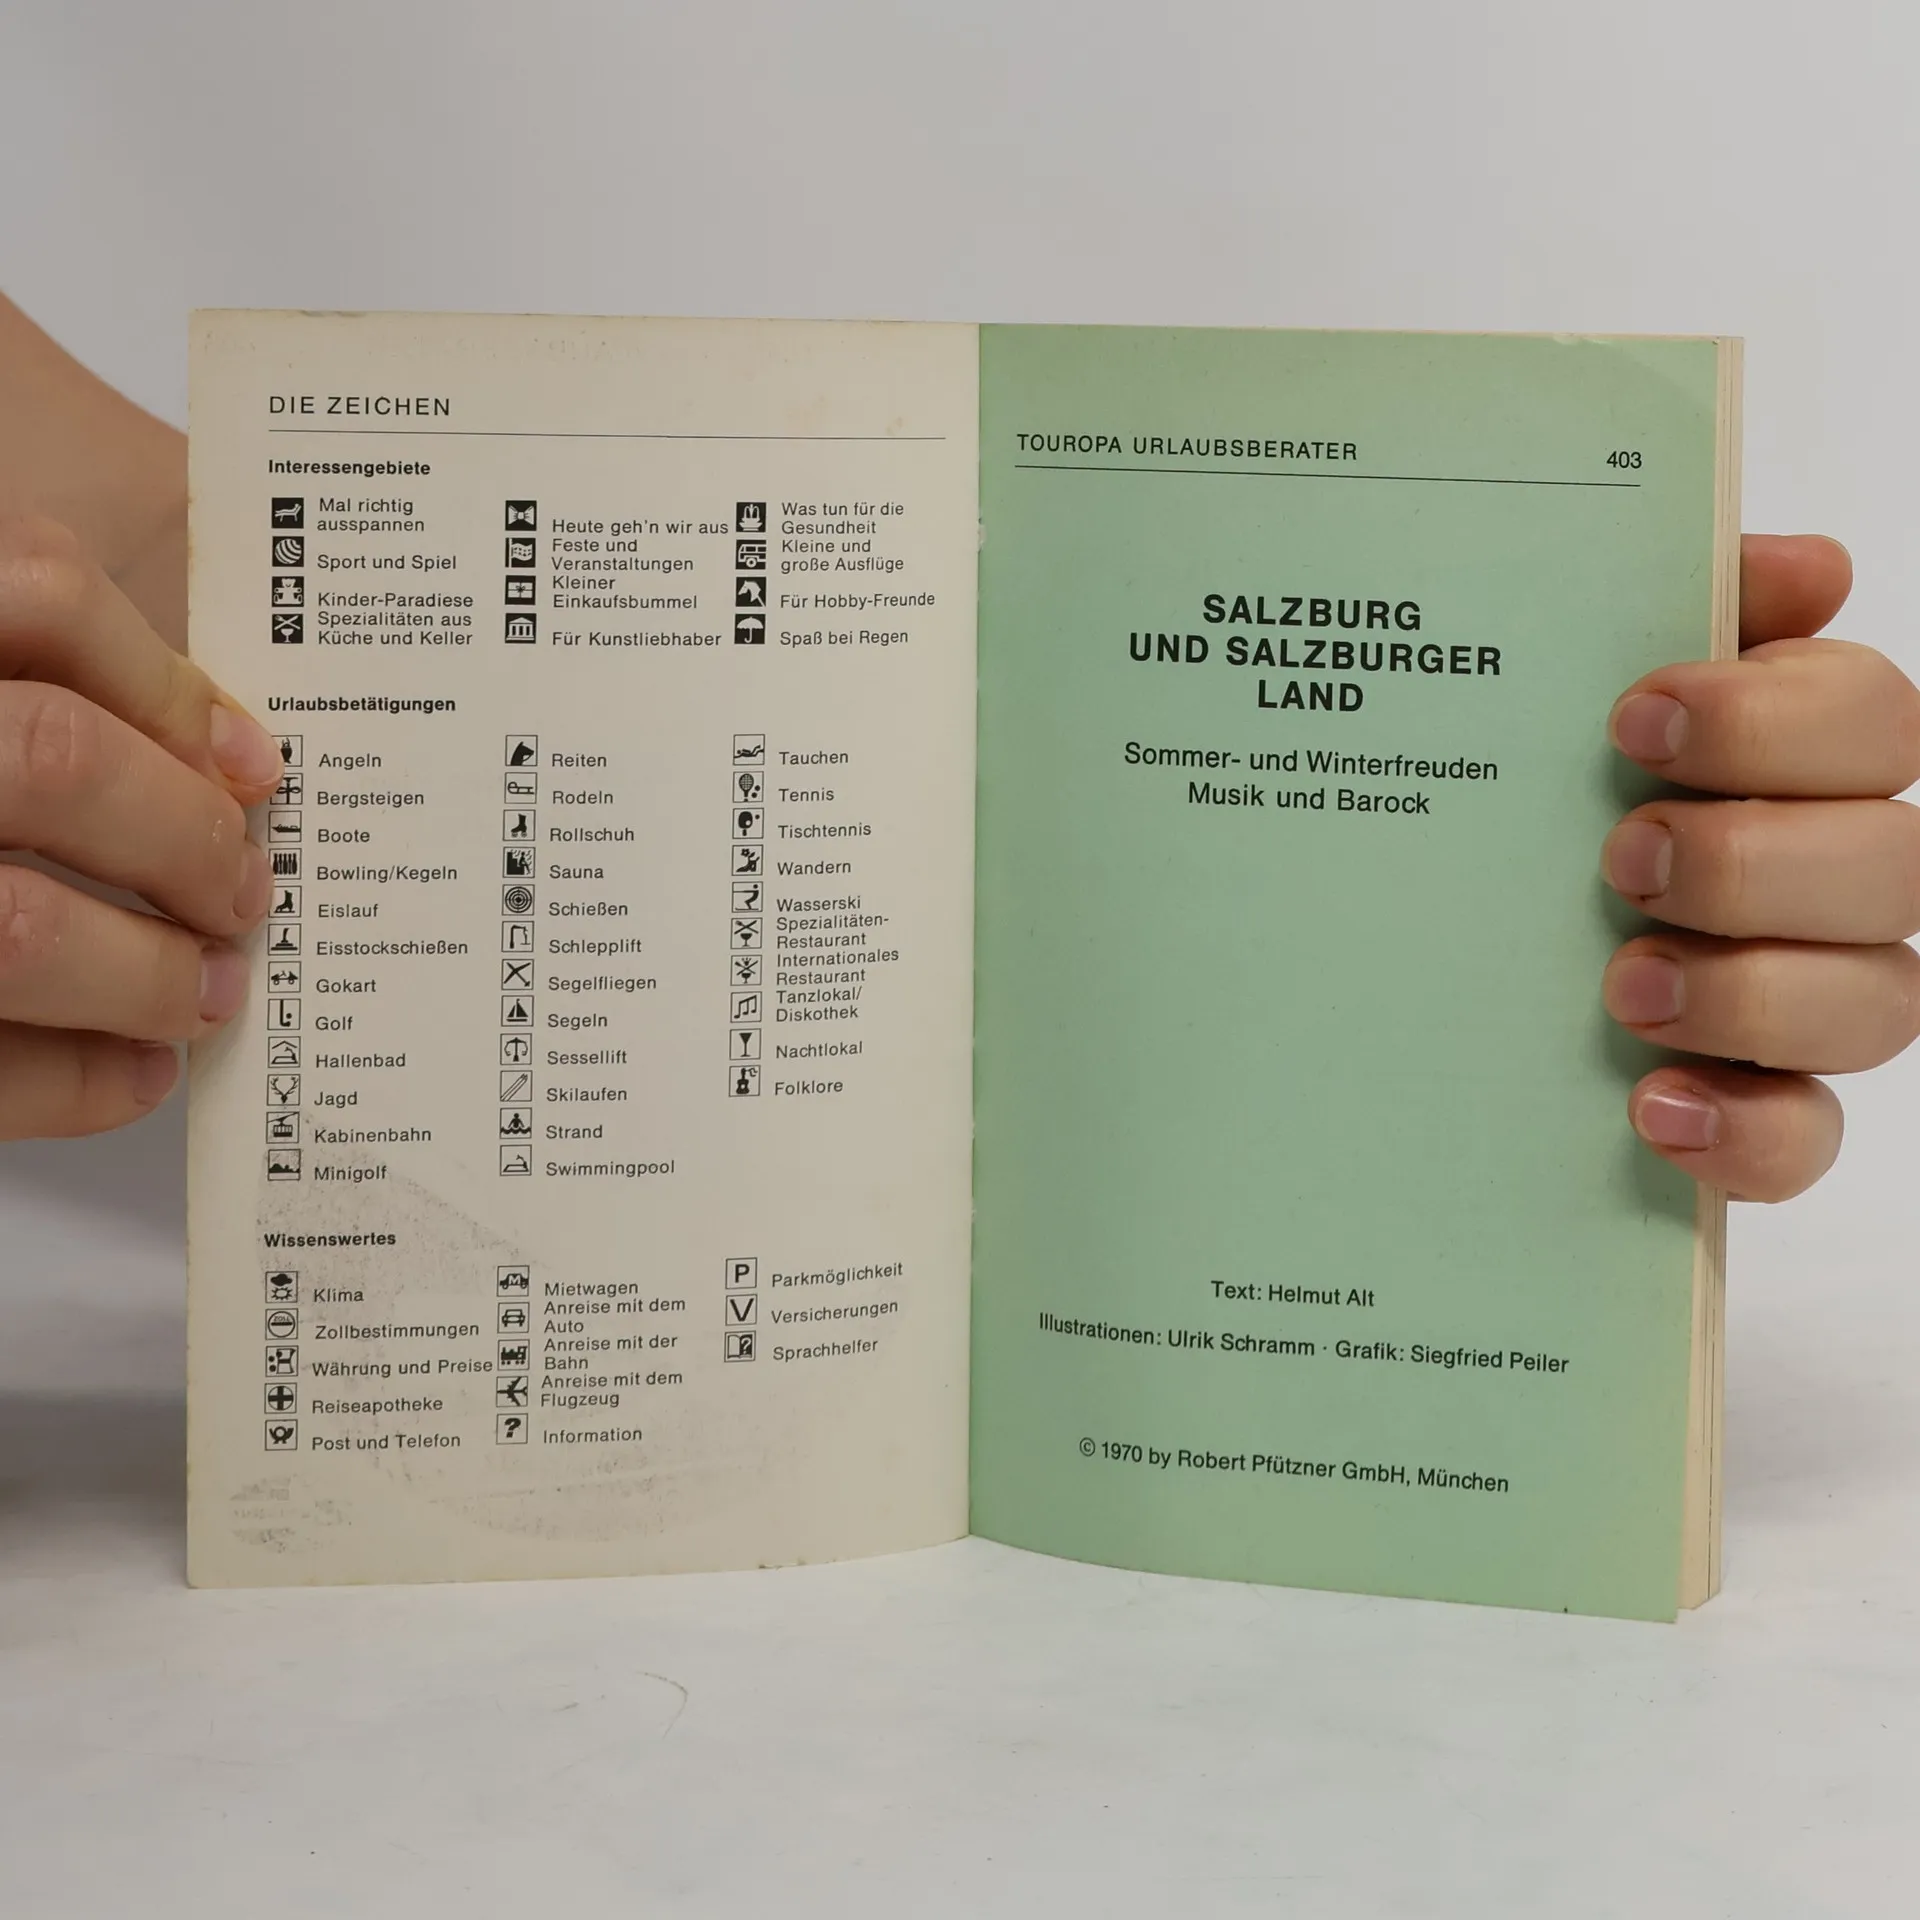 DIE ZEICHEN
Interessengebiete
Mal richtig
ausspannen
Sport und Spiel
Kinder-Paradiese
Spezialitäten aus
Küche und Keller
Heute geh'n wir aus
Feste und
Veranstaltungen
Kleiner
Einkaufsbummel
Für Kunstliebhaber
Was tun für die
Gesundheit
Kleine und
große Ausflüge
Für Hobby-Freunde
Spaß bei Regen
Urlaubsbetätigungen
Angeln
Bergsteigen
Boote
Bowling/Kegeln
Eislauf
Eisstockschießen
Gokart
Golf
Hallenbad
Jagd
Kabinenbahn
Minigolf
Reiten
Rodeln
Rollschuh
Sauna
Schießen
Schlepplift
Segelfliegen
Segeln
Sessellift
Skilaufen
Strand
Swimmingpool
Tauchen
Tennis
Tischtennis
Wandern
Wasserski
Spezialitäten-
Restaurant
Internationales
Restaurant
Tanzlokal/
Diskothek
Nachtlokal
Folklore
Wissenswertes
Klima
ZOLL
Zollbestimmungen
Währung und Preise
Reiseapotheke
Post und Telefon
M
Mietwagen
Anreise mit dem
Auto
Anreise mit der
Bahn
Anreise mit dem
Flugzeug
?
Information
P
Parkmöglichkeit
V
Versicherungen
?
Sprachhelfer
TOUROPA URLAUBSBERATER 403
SALZBURG
UND SALZBURGER
LAND
Sommer- und Winterfreuden
Musik und Barock
Text: Helmut Alt
Illustrationen: Ulrik Schramm · Grafik: Siegfried Peiler
© 1970 by Robert Pfützner GmbH, München